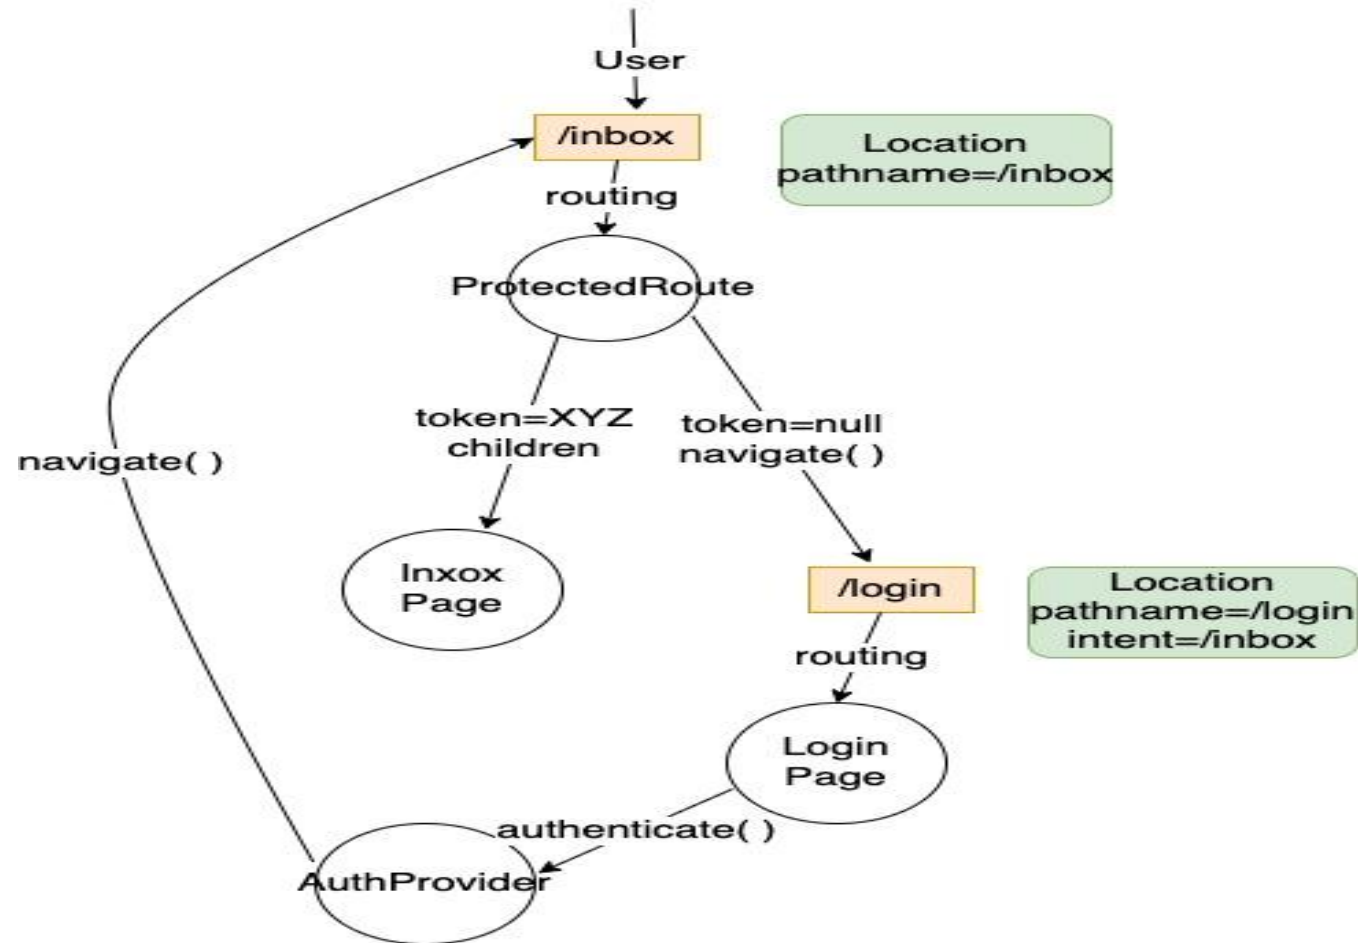 User
/inbox
Location
pathname=/inbox
routing
ProtectedRoute
token=XYZ
children
token=null
navigate( )
navigate( )
Inxox
Page
/login
Location
pathname=/login
intent=/inbox
routing
Login
Page
authenticate( )
AuthProvider